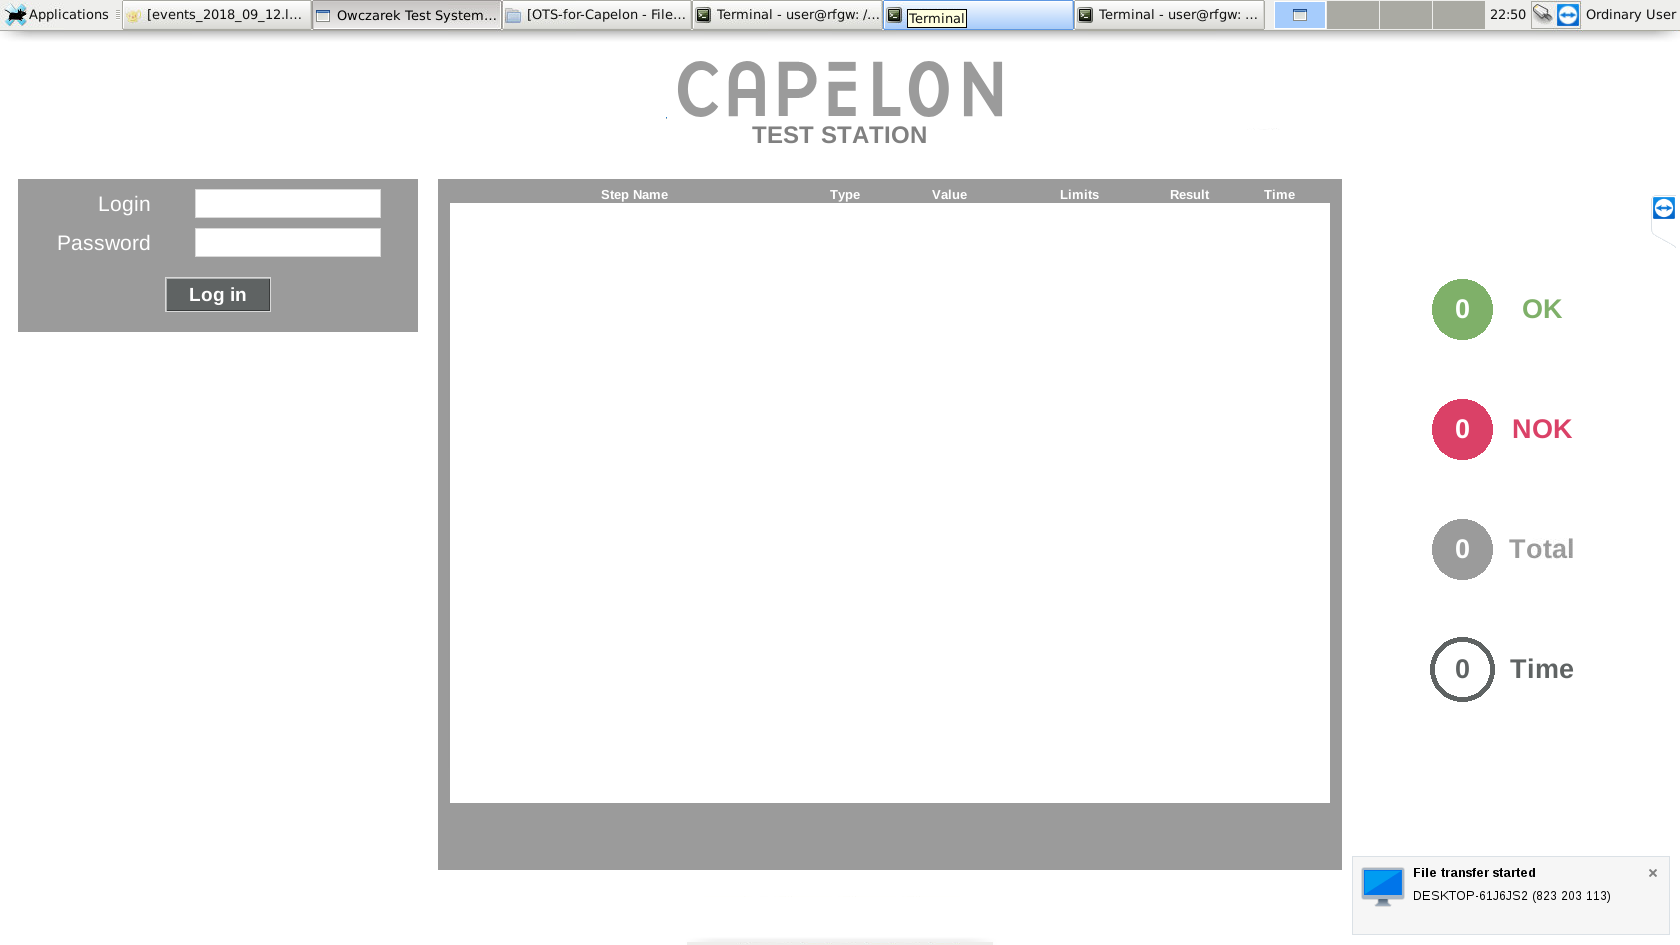 Applications
[events_2018_09_12.l...
Owczarek Test System...
[OTS-for-Capelon - File...
Terminal - user@rfgw: /...
Terminal
Terminal - user@rfgw: ...
22:50
Ordinary User
CAPELON
TEST STATION
Login
Password
Log in
Step Name Type Value Limits Result Time
0 OK
0 NOK
0 Total
0 Time
File transfer started
DESKTOP-61J6JS2 (823 203 113)